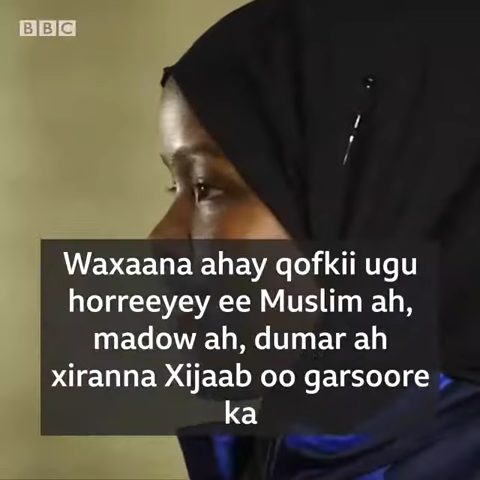 BBC
Waxaana ahay qofkii ugu
horreeyey ee Muslim ah,
madow ah, dumar ah
xiranna Xijaab oo garsoore
ka